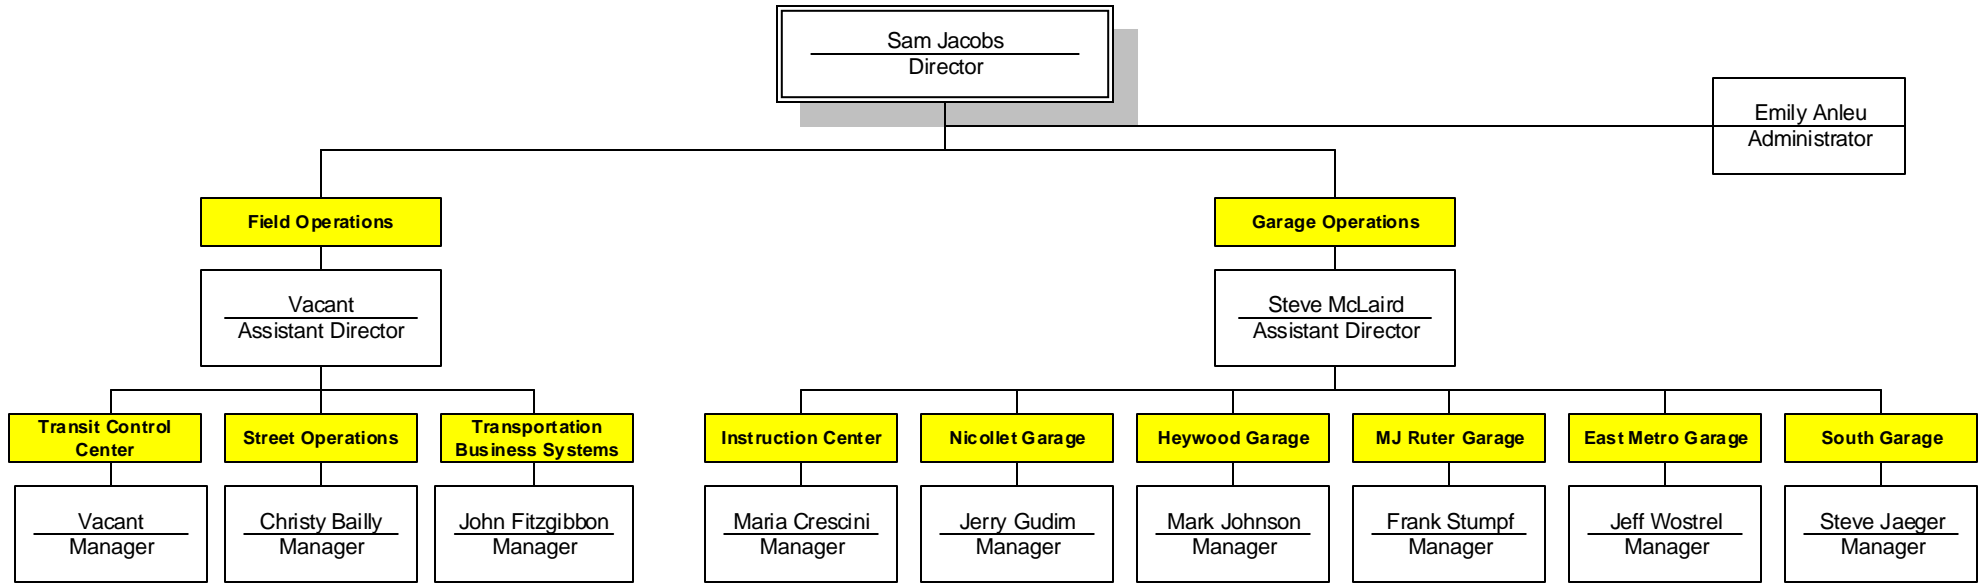 Sam Jacobs
Director
Emily Anleu
Administrator
Field Operations
Garage Operations
Vacant
Assistant Director
Steve McLaird
Assistant Director
Transit Control
Center
Street Operations
Transportation
Business Systems
Instruction Center
Nicollet Garage
Heywood Garage
MJ Ruter Garage
East Metro Garage
South Garage
Vacant
Manager
Christy Bailly
Manager
John Fitzgibbon
Manager
Maria Crescini
Manager
Jerry Gudim
Manager
Mark Johnson
Manager
Frank Stumpf
Manager
Jeff Wostrel
Manager
Steve Jaeger
Manager